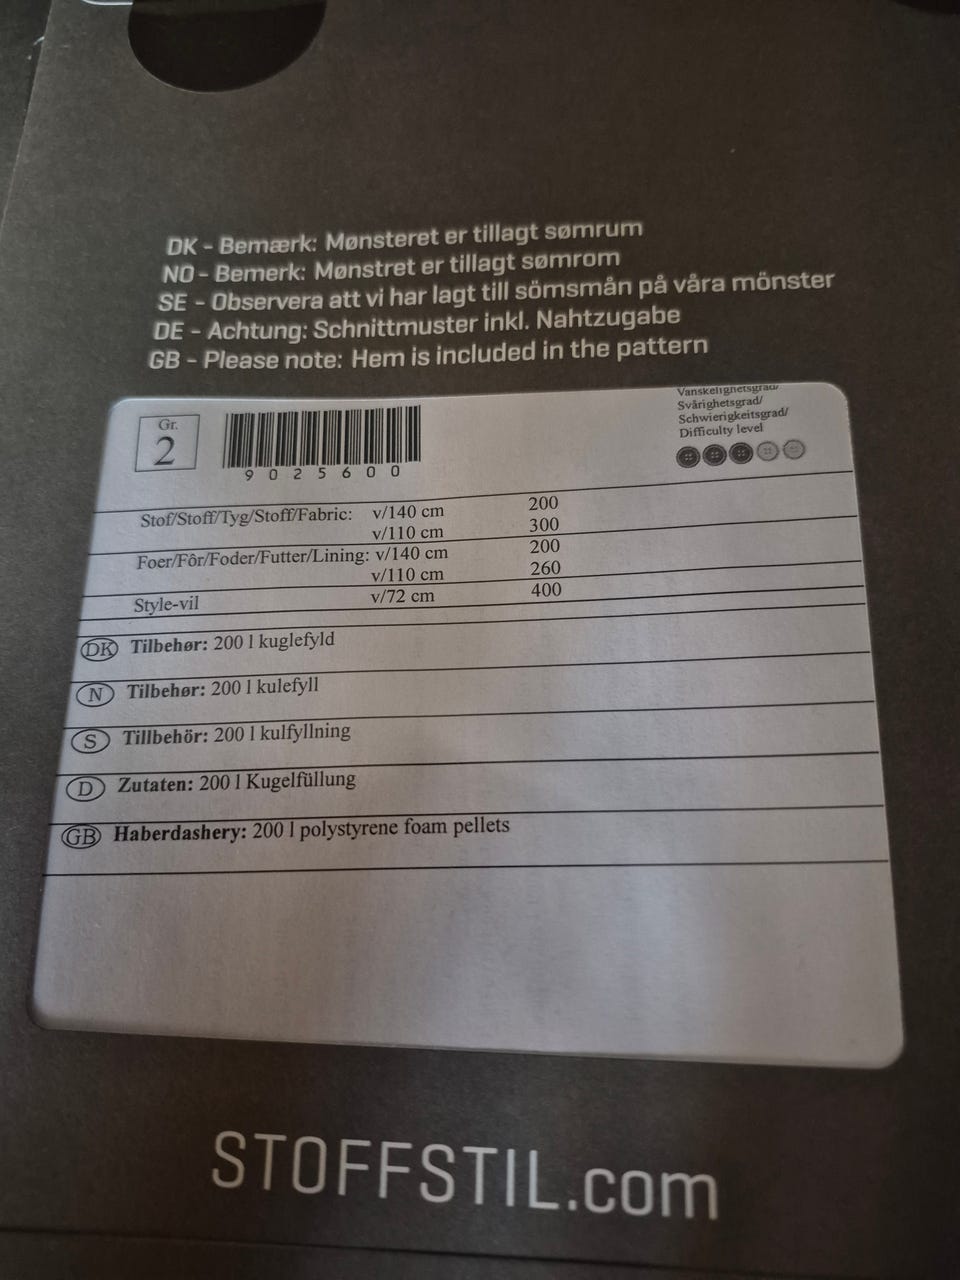 DK - Bemærk: Mønsteret er tillagt sømrum
NO - Bemerk: Mønstret er tillagt sømrom
SE - Observera att vi har lagt till sömsmån på våra mönster
DE - Achtung: Schnittmuster inkl. Nahtzugabe
GB - Please note: Hem is included in the pattern
Gr.
2
9025600
Vanskelighetsgrad/
Svårighetsgrad/
Schwierigkeitsgrad/
Difficulty level
Stof/Stoff/Tyg/Stoff/Fabric: v/140 cm 200
v/110 cm 300
Foer/Fôr/Foder/Futter/Lining: v/140 cm 200
v/110 cm 260
Style-vil v/72 cm 400
DK Tilbehør: 200 l kuglefyld
N Tilbehør: 200 l kulefyll
S Tillbehör: 200 l kulfyllning
D Zutaten: 200 l Kugelfüllung
GB Haberdashery: 200 l polystyrene foam pellets
STOFFSTIL.com